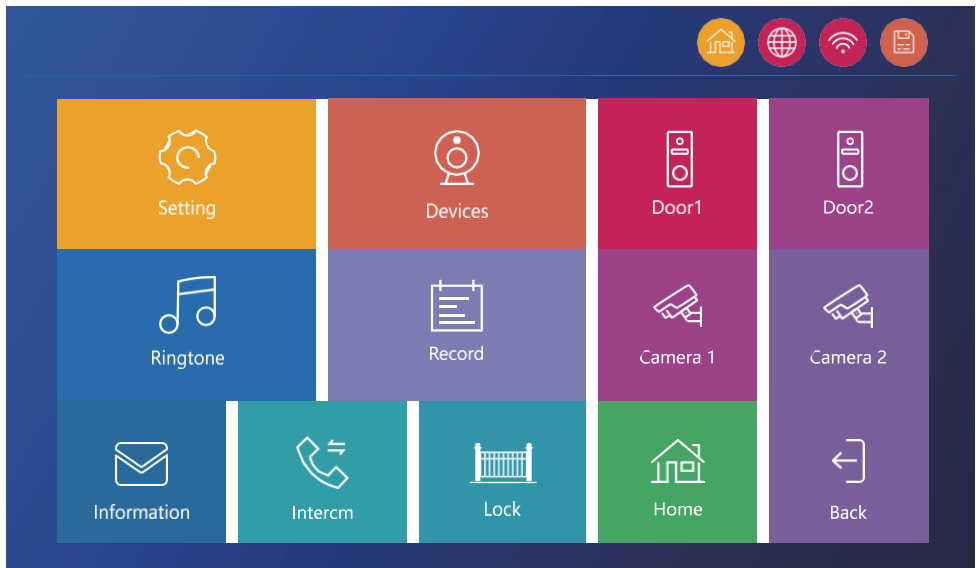 Setting
Devices
Door1
Door2
Ringtone
Record
Camera 1
Camera 2
Information
Intercm
Lock
Home
Back